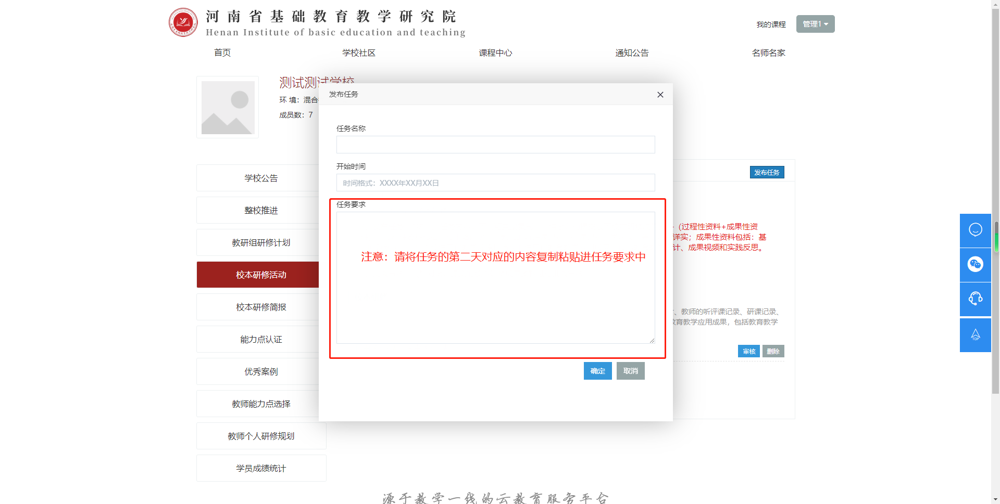 河南省基础教育教学研究院
Henan Institute of basic education and teaching
我的课程
管理1
首页
学校社区
课程中心
通知公告
名师名家
测试测试学校
环 境：混合
成员数：7
发布任务
任务名称
开始时间
时间格式：XXXX年XX月XX日
任务要求
注意：请将任务的第二天对应的内容复制粘贴进任务要求中
确定
取消
学校公告
整校推进
教研组研修计划
校本研修活动
校本研修简报
能力点认证
优秀案例
教师能力点选择
教师个人研修规划
学员成绩统计
发布任务
（过程性资料+成果性资
详实；成果性资料包括：基
计、成果视频和实践反思。
、教师的听评课记录、研课记录、
教育教学应用成果，包括教育教学
审核
删除
TOP
源于教学一线的云教育服务平台